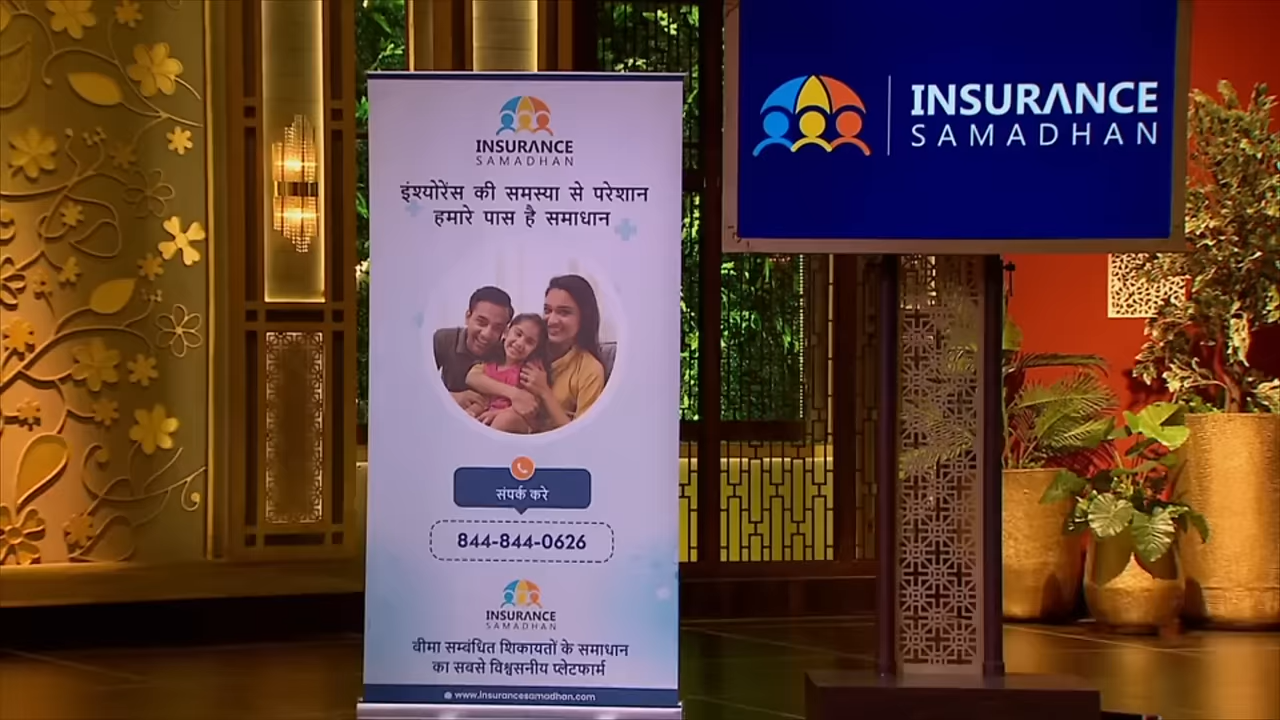 INSURANCE
SAMADHAN
इंश्योरेंस की समस्या से परेशान
हमारे पास है समाधान
संपर्क करे
844-844-0626
INSURANCE
SAMADHAN
वीमा सम्बंधित शिकायतों के समाधान
का सबसे विश्वसनीय प्लेटफार्म
www.insurancesamadhan.com
INSURANCE
SAMADHAN